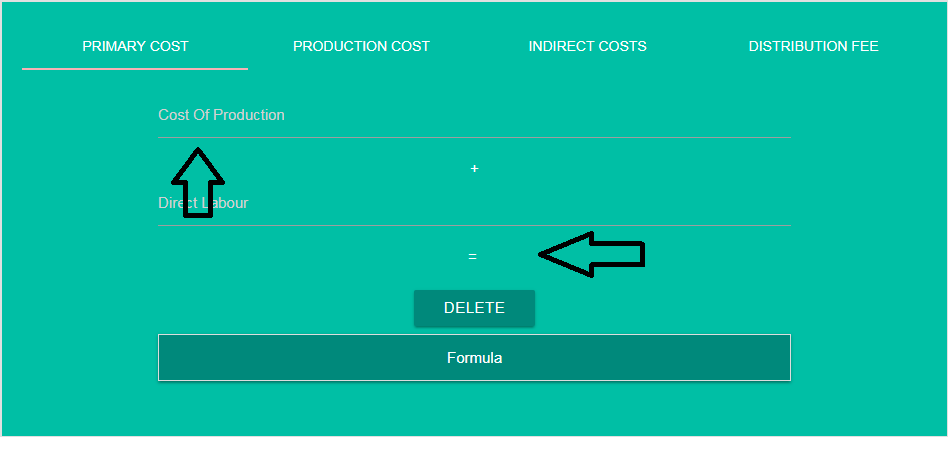 PRIMARY COST PRODUCTION COST INDIRECT COSTS DISTRIBUTION FEE
Cost Of Production
+
Direct Labour
=
DELETE
Formula